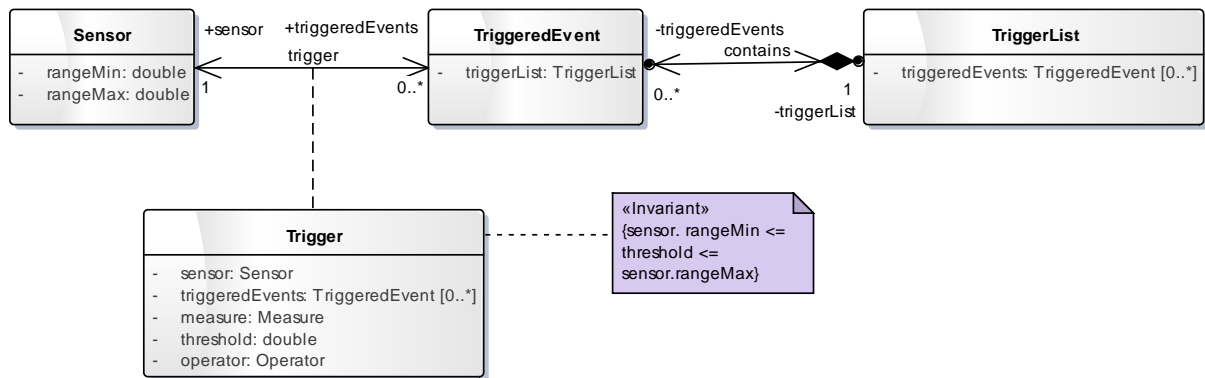 Sensor
- rangeMin: double
- rangeMax: double
+sensor
+triggeredEvents
trigger
1
0..*
TriggeredEvent
- triggerList: TriggerList
-triggeredEvents
contains
0..*
1
-triggerList
TriggerList
- triggeredEvents: TriggeredEvent [0..*]
Trigger
- sensor: Sensor
- triggeredEvents: TriggeredEvent [0..*]
- measure: Measure
- threshold: double
- operator: Operator
«Invariant»
{sensor. rangeMin <=
threshold <=
sensor.rangeMax}